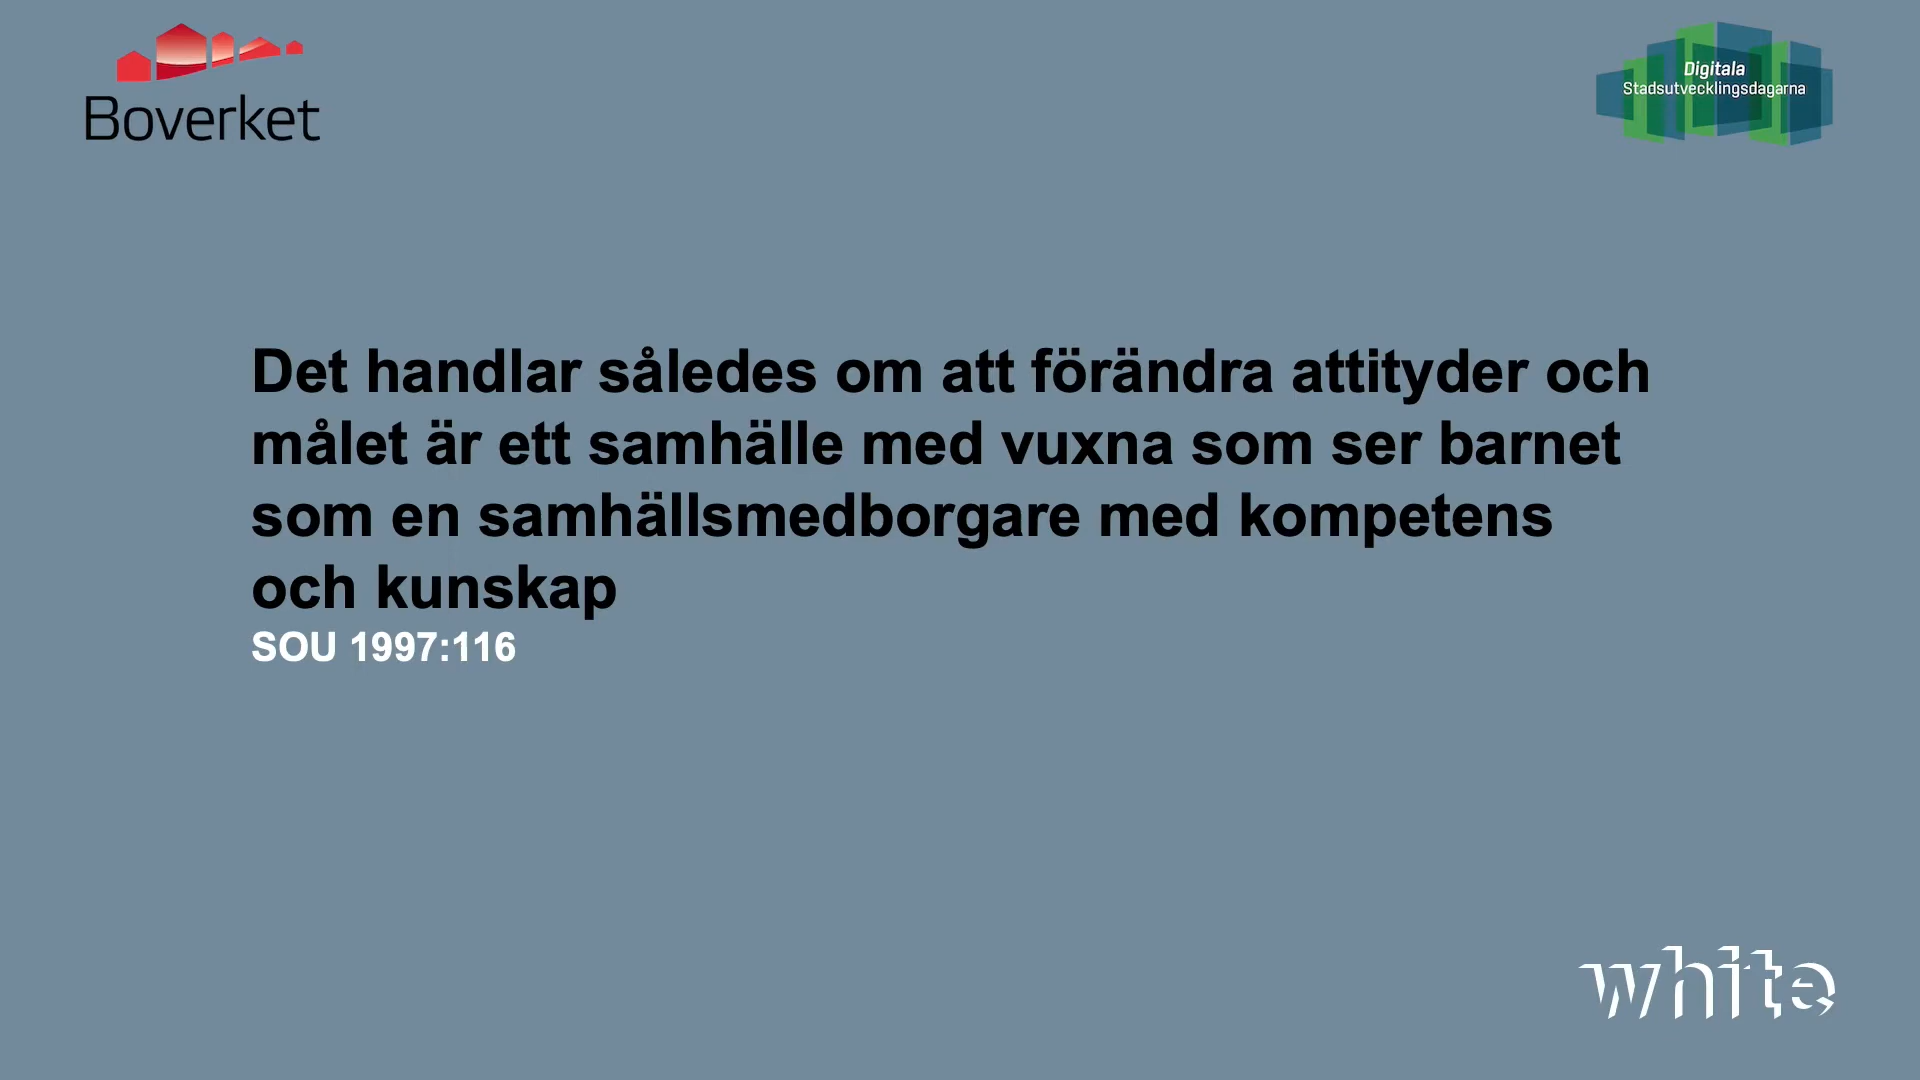 Boverket
Digitala
Stadsutvecklingsdagarna
Det handlar således om att förändra attityder och
målet är ett samhälle med vuxna som ser barnet
som en samhällsmedborgare med kompetens
och kunskap
SOU 1997:116
white